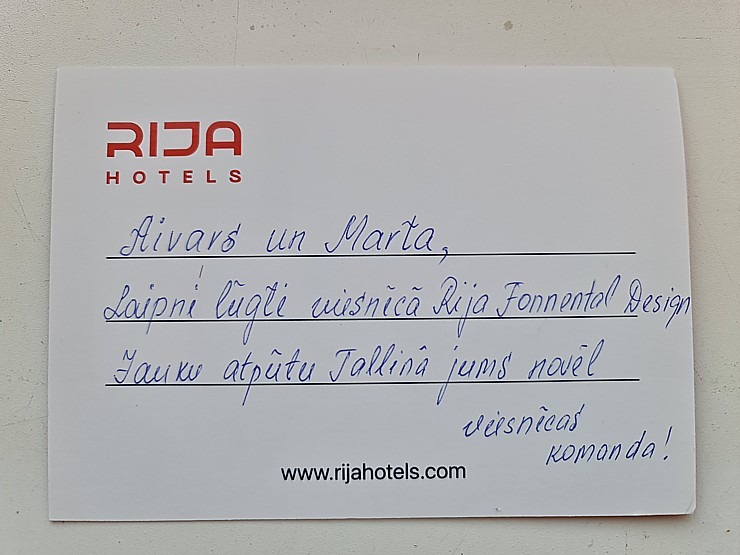 RIJA
HOTELS
Aivars un Marta,
Laipni lūgti viesnīcā Rija Fonnental Design
Jauku atpūtu Tallinā jums novēl
viesnīcas
komanda!
www.rijahotels.com